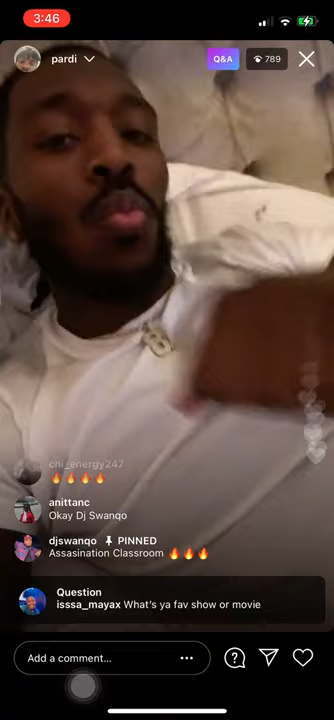 3:46
pardi
Q&A
789
chi_energy247
🔥🔥🔥🔥
anittanc
Okay Dj Swanqo
djswanqo PINNED
Assasination Classroom 🔥🔥🔥
Question
isssa_mayax What's ya fav show or movie
Add a comment...